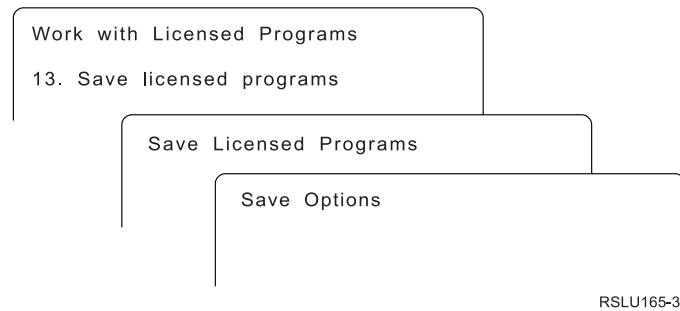 Work with Licensed Programs
13. Save licensed programs
Save Licensed Programs
Save Options
RSLU165-3